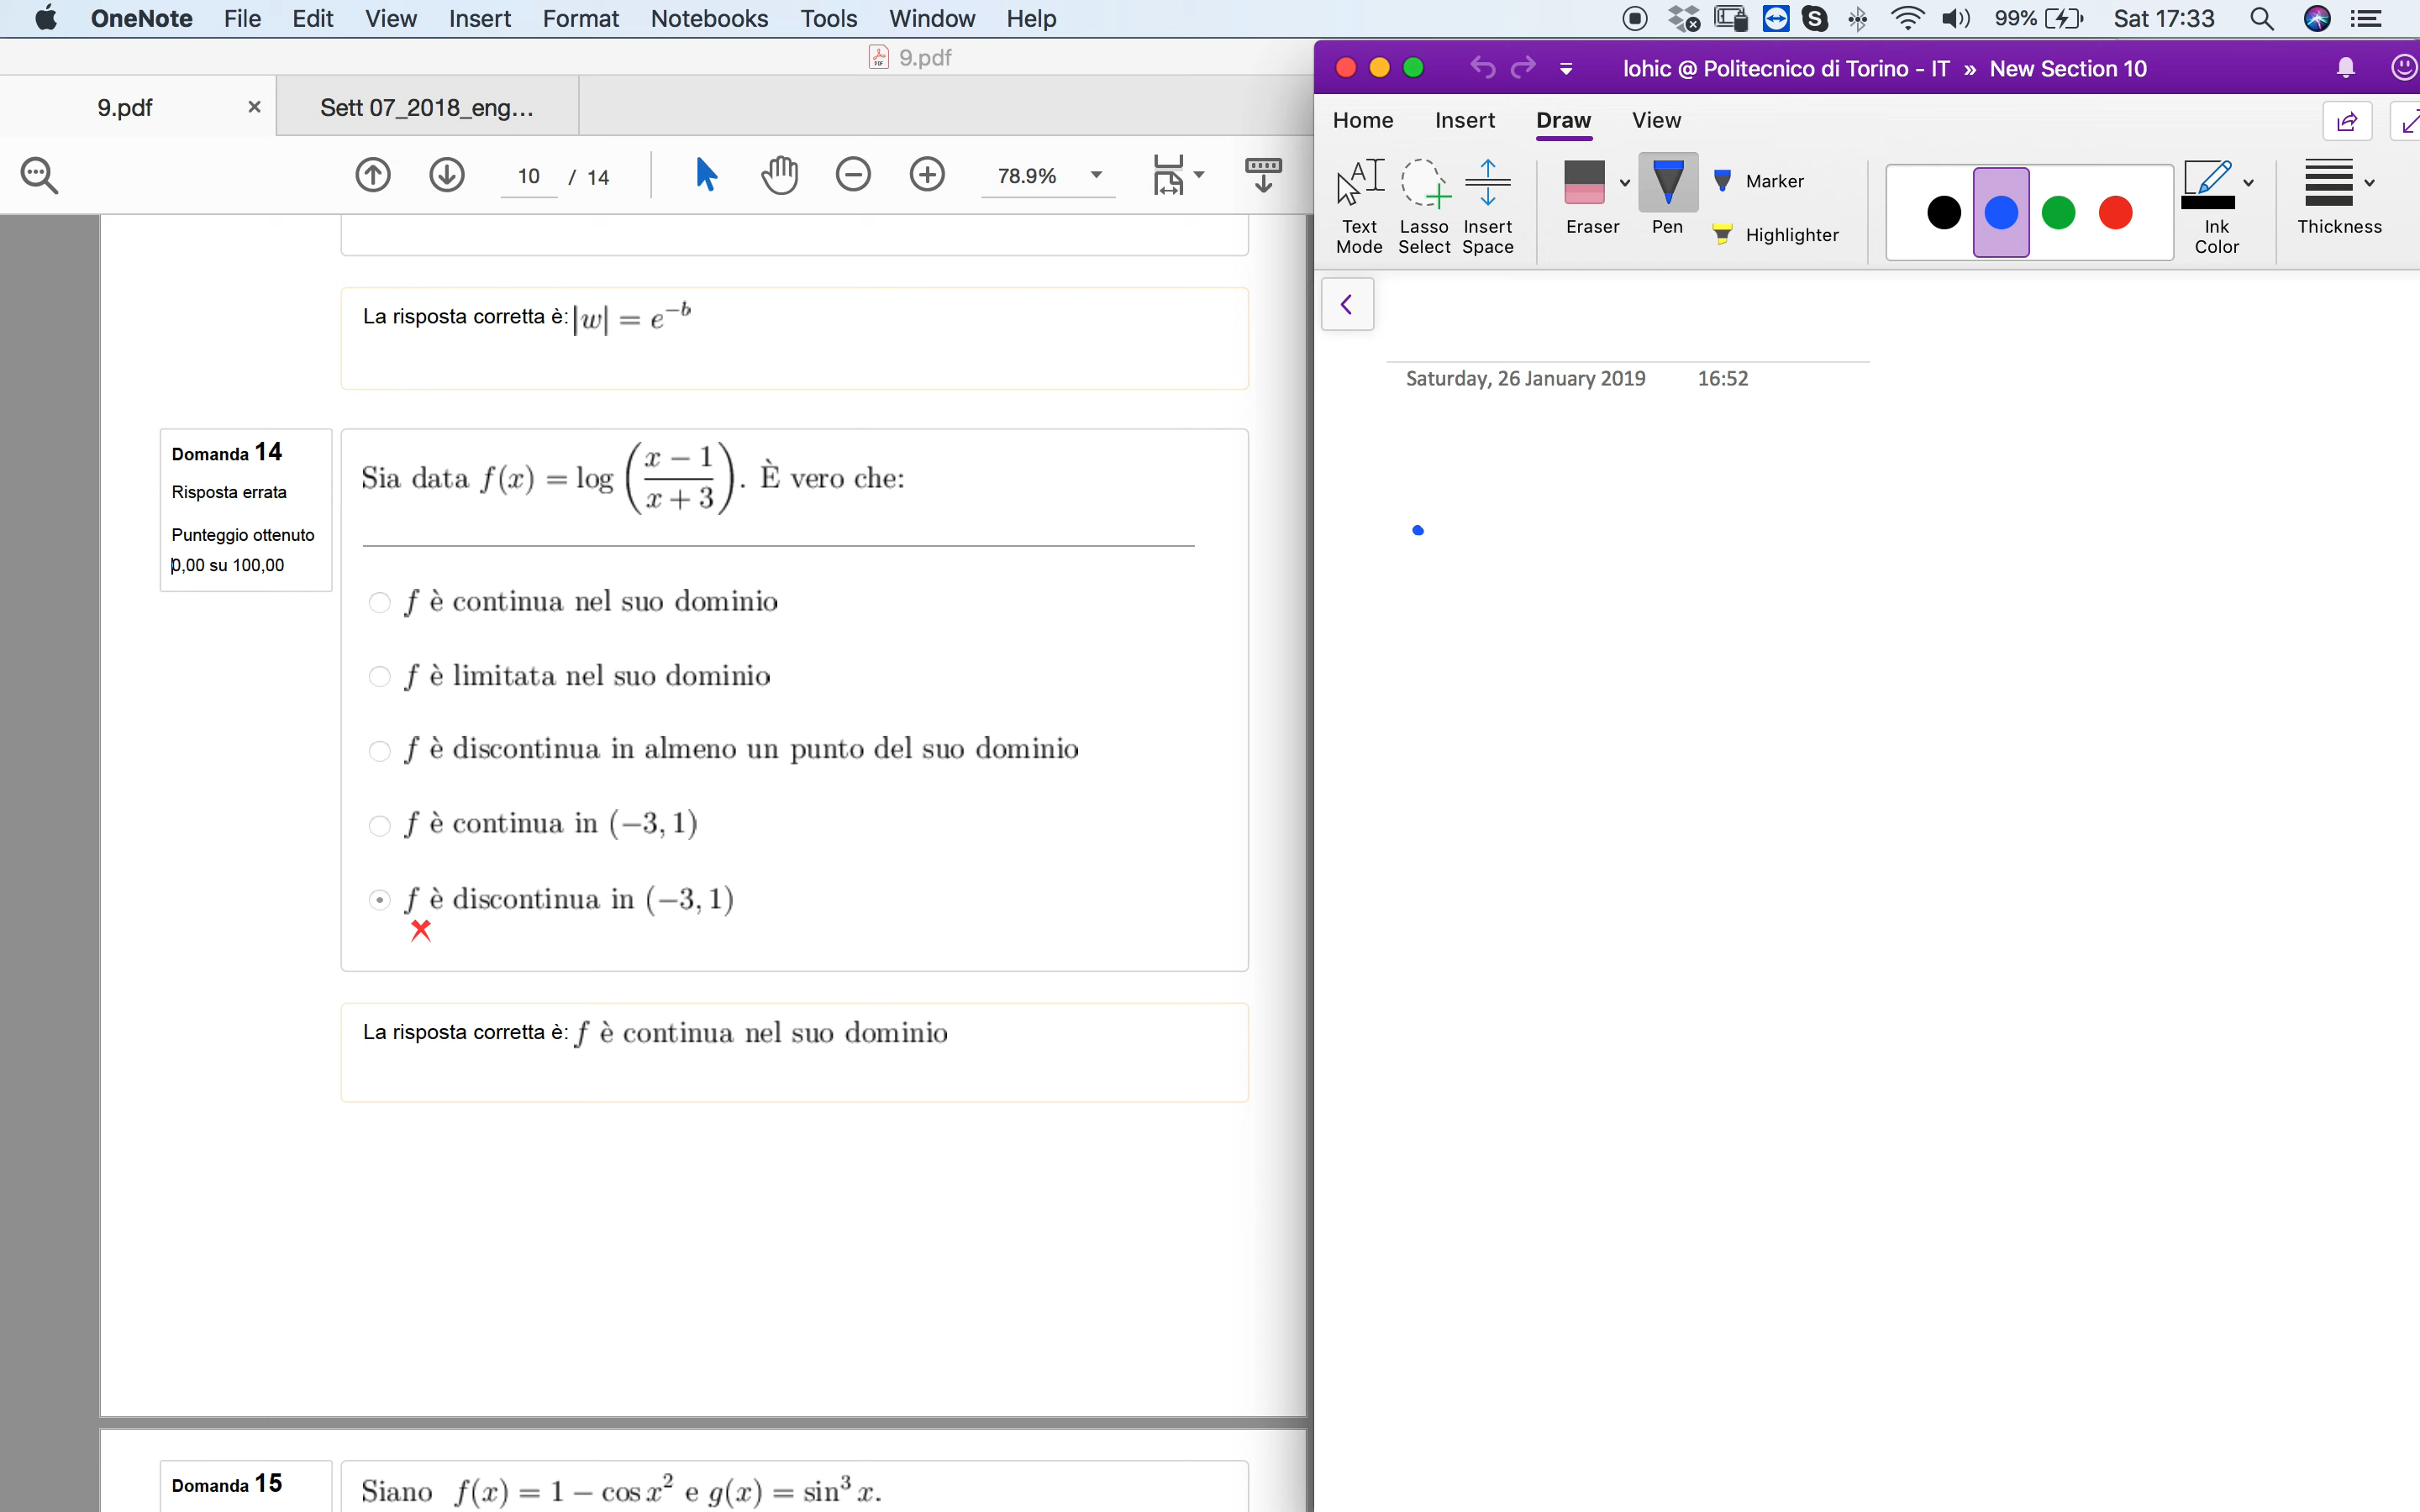 OneNote File Edit View Insert Format Notebooks Tools Window Help 99% Sat 17:33
9.pdf
9.pdf × Sett 07_2018_eng...
10 / 14 78.9%
La risposta corretta è: |w| = e^{-b}
Domanda 14
Risposta errata
Punteggio ottenuto
0,00 su 100,00
Sia data f(x) = log((x − 1)/(x + 3)). È vero che:
f è continua nel suo dominio
f è limitata nel suo dominio
f è discontinua in almeno un punto del suo dominio
f è continua in (−3, 1)
f è discontinua in (−3, 1)
La risposta corretta è: f è continua nel suo dominio
Domanda 15
Siano f(x) = 1 − cos x² e g(x) = sin³ x.
Iohic @ Politecnico di Torino - IT » New Section 10
Home Insert Draw View
Text Mode
Lasso Select
Insert Space
Eraser
Pen
Marker
Highlighter
Ink Color
Thickness
Saturday, 26 January 2019 16:52